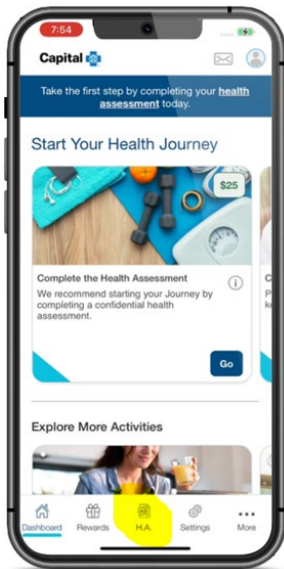 7:54
Capital
Take the first step by completing your health
assessment today.
Start Your Health Journey
$25
Complete the Health Assessment
We recommend starting your Journey by
completing a confidential health
assessment.
Go
Explore More Activities
Dashboard Rewards H.A. Settings More